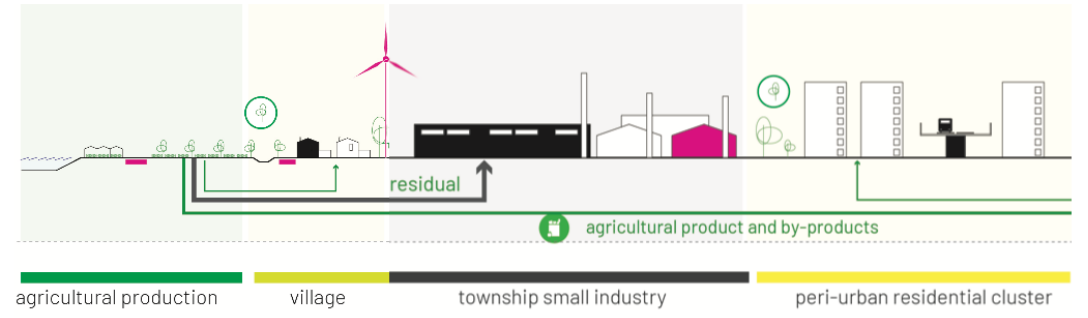 residual
agricultural product and by-products
agricultural production
village
township small industry
peri-urban residential cluster